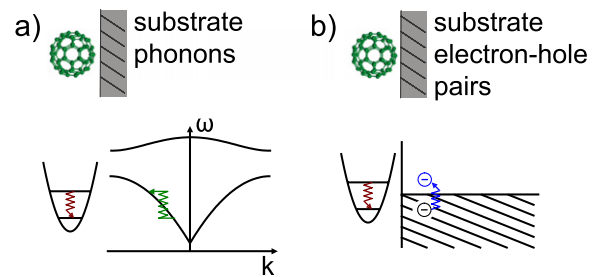 a)
substrate
phonons
b)
substrate
electron-hole
pairs
ω
k
−
−